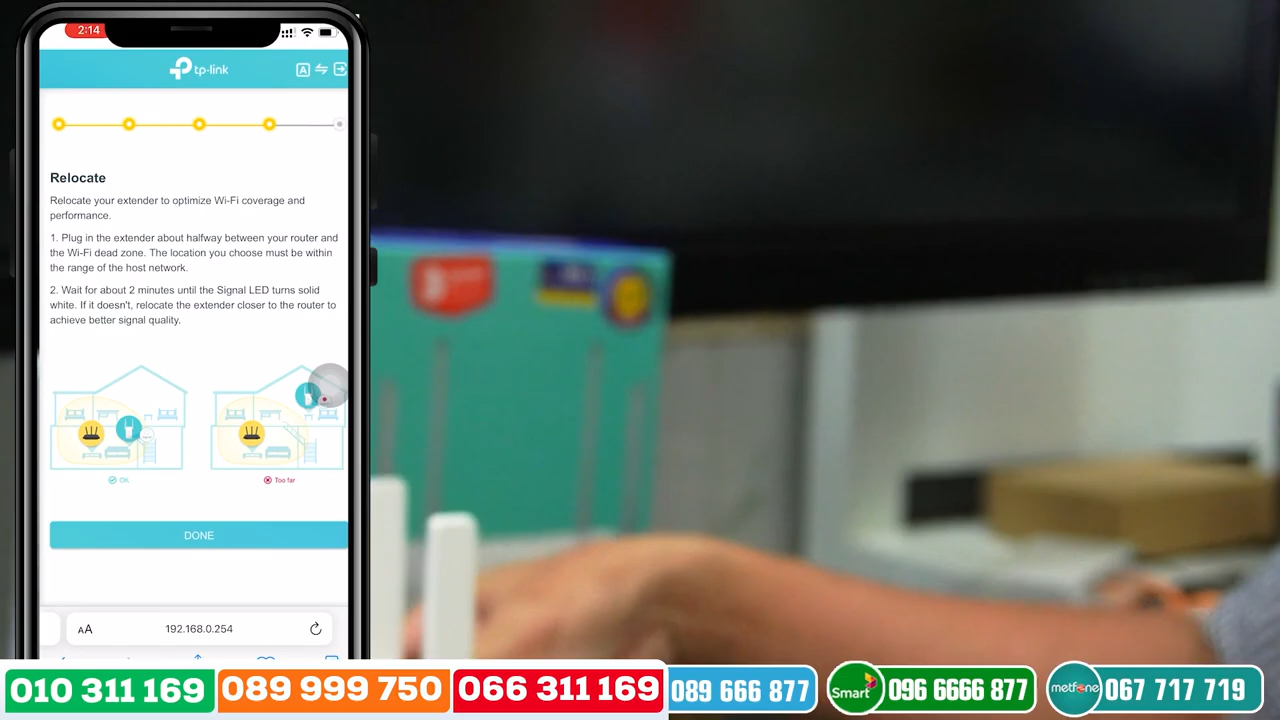 2:14
tp-link
A
Relocate
Relocate your extender to optimize Wi-Fi coverage and
performance.
1. Plug in the extender about halfway between your router and
the Wi-Fi dead zone. The location you choose must be within
the range of the host network.
2. Wait for about 2 minutes until the Signal LED turns solid
white. If it doesn't, relocate the extender closer to the router to
achieve better signal quality.
OK
Too far
DONE
AA
192.168.0.254
010 311 169
089 999 750
066 311 169
089 666 877
Smart
096 6666 877
metfone
067 717 719